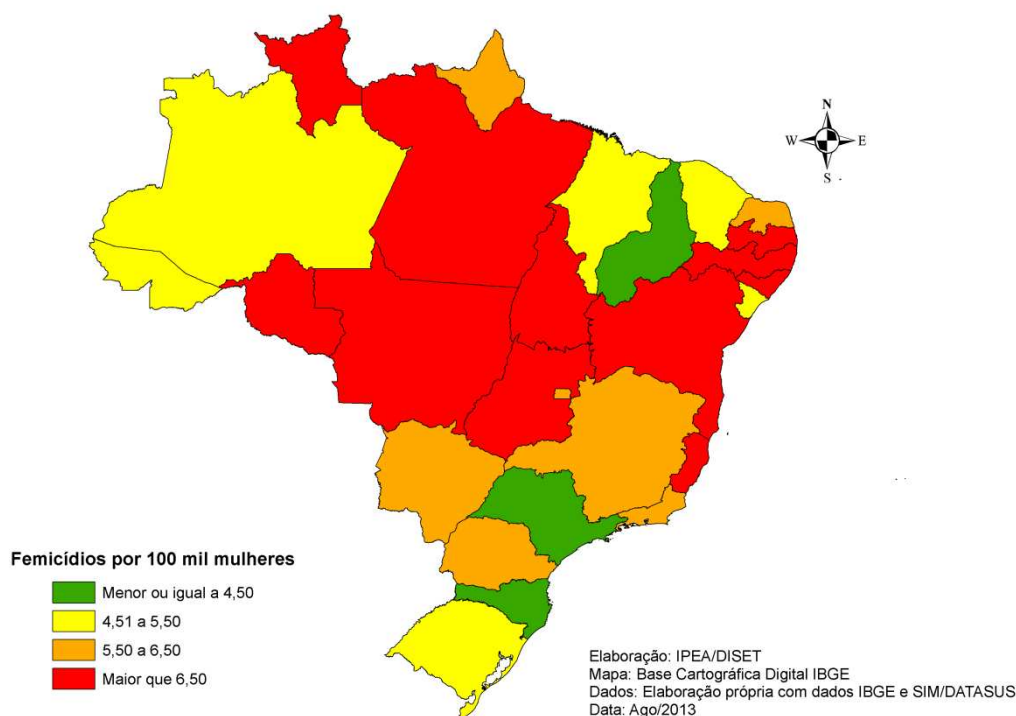 N
W E
S
Femicídios por 100 mil mulheres
Menor ou igual a 4,50
4,51 a 5,50
5,50 a 6,50
Maior que 6,50
Elaboração: IPEA/DISET
Mapa: Base Cartográfica Digital IBGE
Dados: Elaboração própria com dados IBGE e SIM/DATASUS
Data: Ago/2013